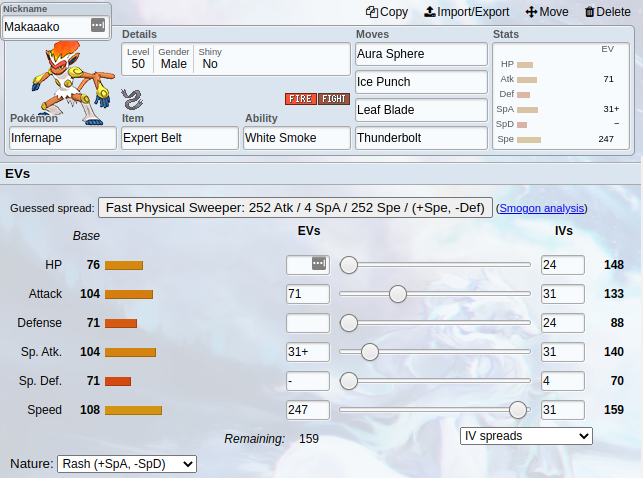 Nickname
Makaaako
Copy Import/Export Move Delete
Details
Level Gender Shiny
50 Male No
FIRE FIGHT
Pokémon Item Ability
Infernape Expert Belt White Smoke
Moves
Aura Sphere
Ice Punch
Leaf Blade
Thunderbolt
Stats
EV
HP
Atk 71
Def
SpA 31+
SpD −
Spe 247
EVs
Guessed spread: Fast Physical Sweeper: 252 Atk / 4 SpA / 252 Spe / (+Spe, -Def) (Smogon analysis)
Base EVs IVs
HP 76 24 148
Attack 104 71 31 133
Defense 71 24 88
Sp. Atk. 104 31+ 31 140
Sp. Def. 71 - 4 70
Speed 108 247 31 159
Remaining: 159 IV spreads
Nature: Rash (+SpA, -SpD)